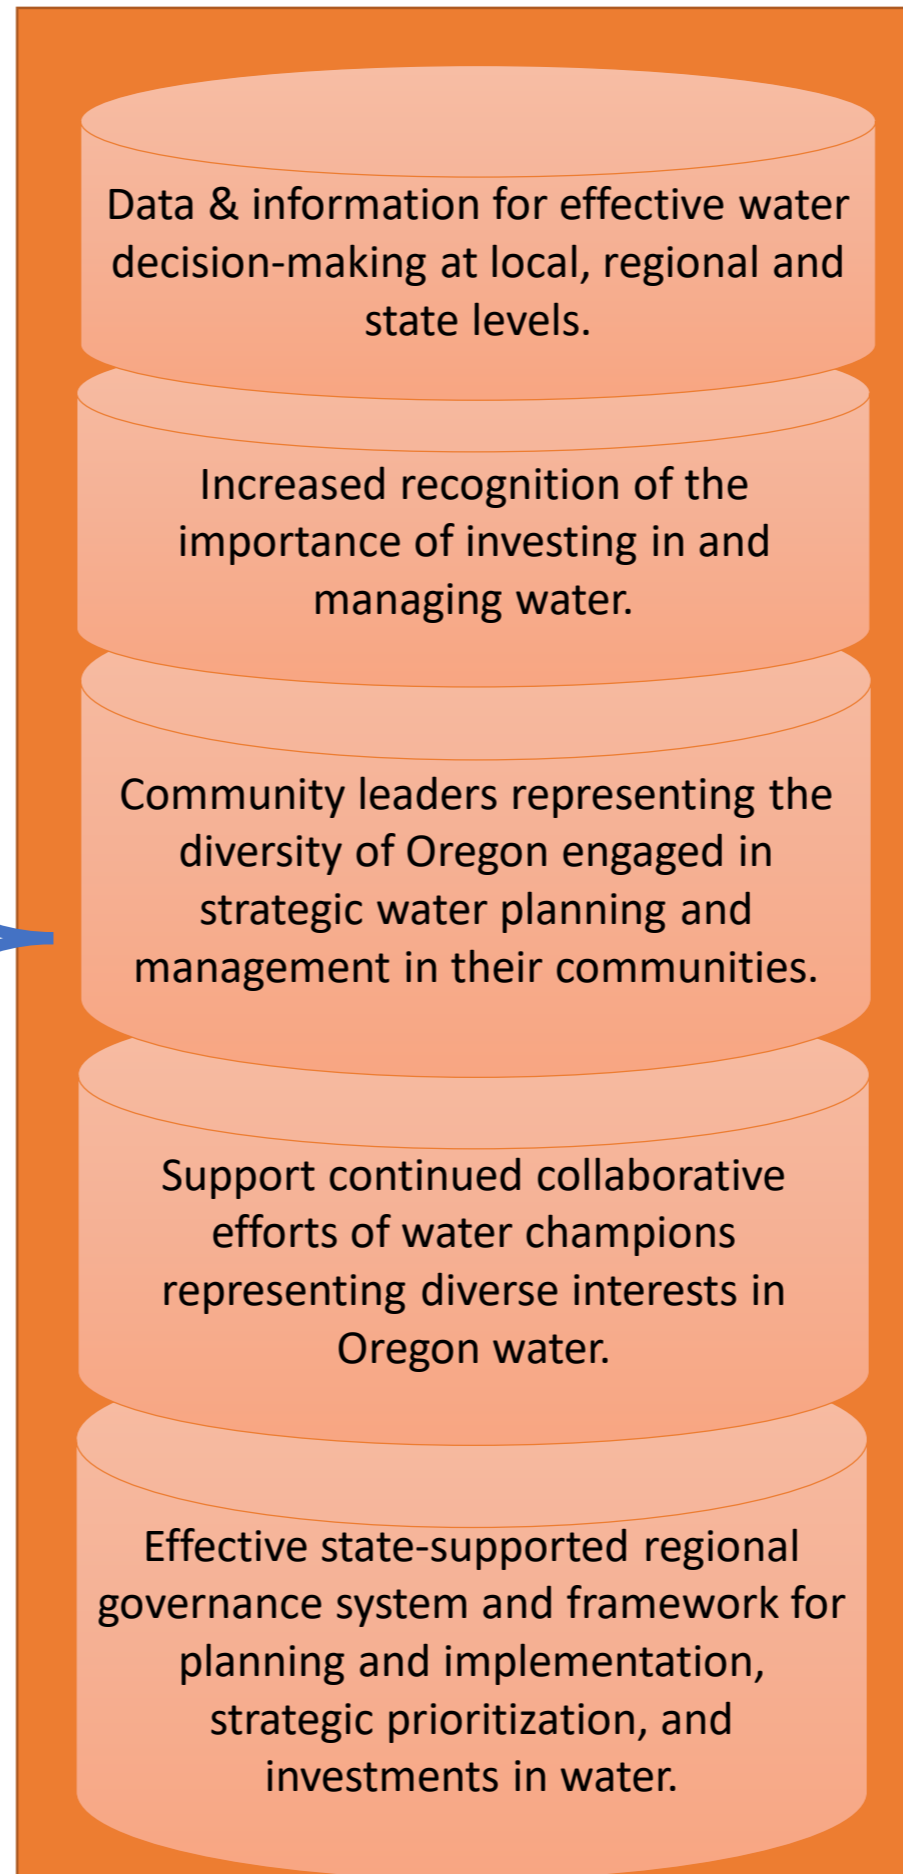 Data & information for effective water
decision-making at local, regional and
state levels.
Increased recognition of the
importance of investing in and
managing water.
Community leaders representing the
diversity of Oregon engaged in
strategic water planning and
management in their communities.
Support continued collaborative
efforts of water champions
representing diverse interests in
Oregon water.
Effective state-supported regional
governance system and framework for
planning and implementation,
strategic prioritization, and
investments in water.